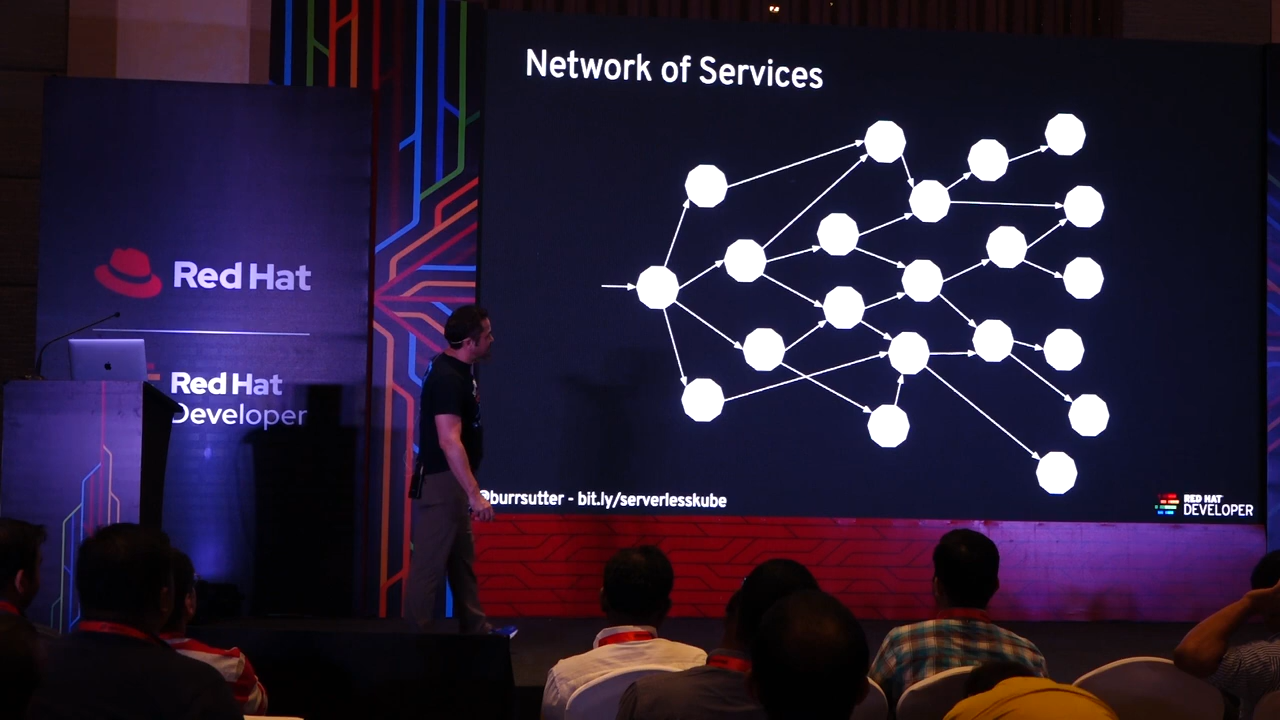 Network of Services
Red Hat
Red Hat
Developer
@burrsutter - bit.ly/serverlesskube
RED HAT
DEVELOPER